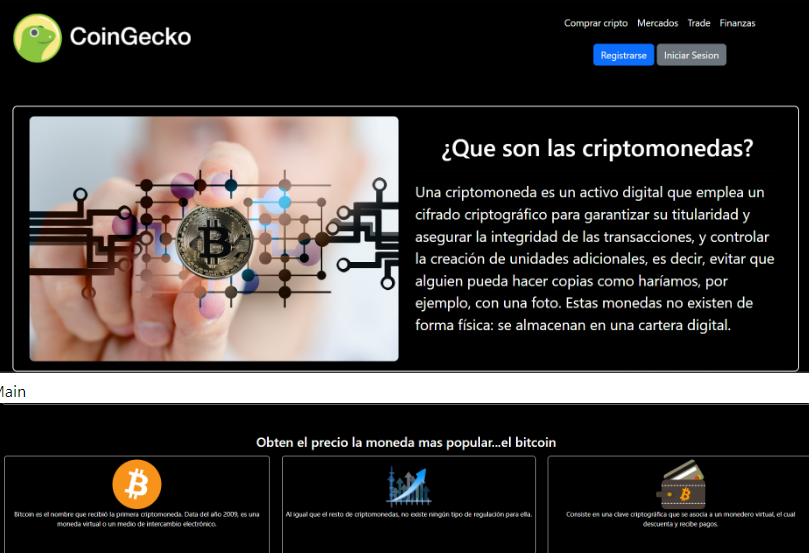 CoinGecko
Comprar cripto Mercados Trade Finanzas
Registrarse Iniciar Sesion
¿Que son las criptomonedas?
Una criptomoneda es un activo digital que emplea un
cifrado criptográfico para garantizar su titularidad y
asegurar la integridad de las transacciones, y controlar
la creación de unidades adicionales, es decir, evitar que
alguien pueda hacer copias como haríamos, por
ejemplo, con una foto. Estas monedas no existen de
forma física: se almacenan en una cartera digital.
Main
Obten el precio la moneda mas popular...el bitcoin
Bitcoin es el nombre que recibió la primera criptomoneda. Data del año 2009, es una
moneda virtual o un medio de intercambio electrónico.
Al igual que el resto de criptomonedas, no existe ningún tipo de regulación para ella.
Consiste en una clave criptográfica que se asocia a un monedero virtual, el cual
descuenta y recibe pagos.